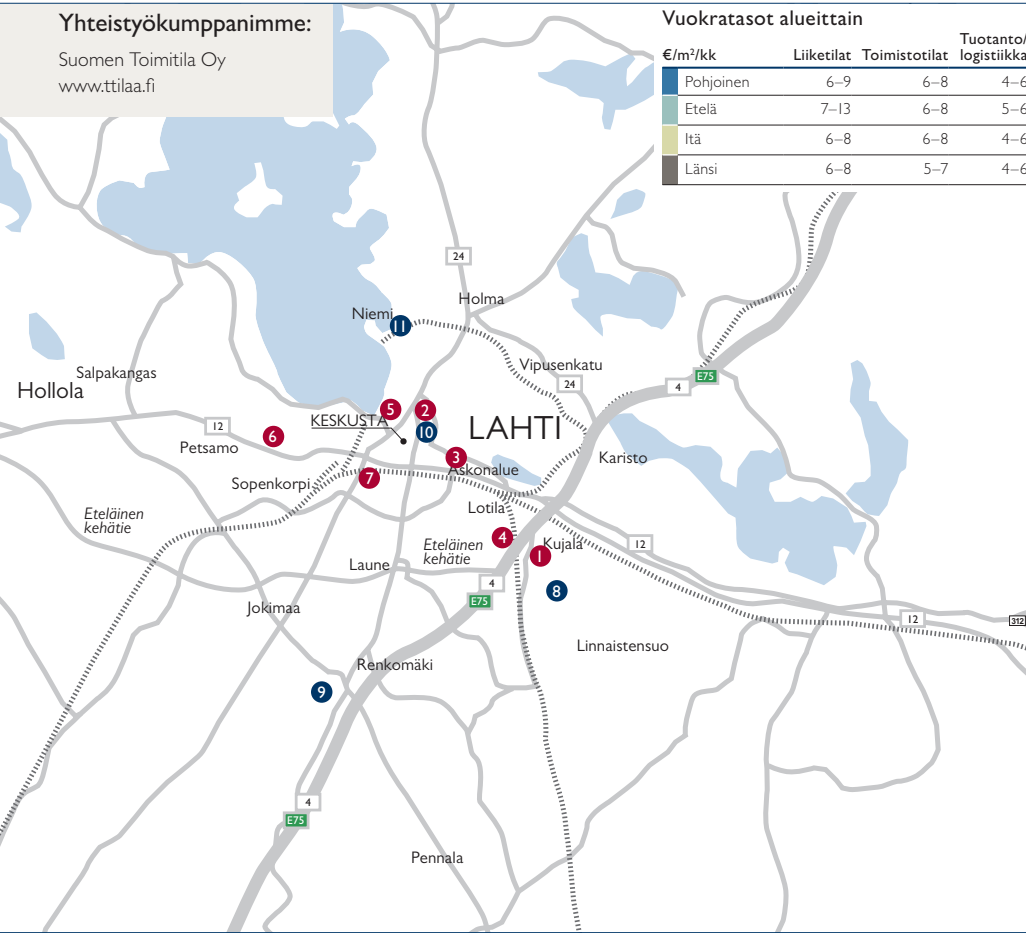 Yhteistyökumppanimme:
Suomen Toimitila Oy
www.ttilaa.fi
Vuokratasot alueittain
€/m²/kk Liiketilat Toimistotilat Tuotanto/
logistiikka
Pohjoinen 6–9 6–8 4–6
Etelä 7–13 6–8 5–6
Itä 6–8 6–8 4–6
Länsi 6–8 5–7 4–6
24
Holma
Niemi
11
Vipusenkatu
24
4
E75
Salpakangas
Hollola
5
2
KESKUSTA
10
LAHTI
12
6
Petsamo
3
Askonalue
Karisto
Sopenkorpi
7
Lotila
Eteläinen
kehätie
4
Eteläinen
kehätie
Kujala
1
12
Laune
4
8
E75
Jokimaa
12
312
Linnaistensuo
Renkomäki
9
4
E75
Pennala